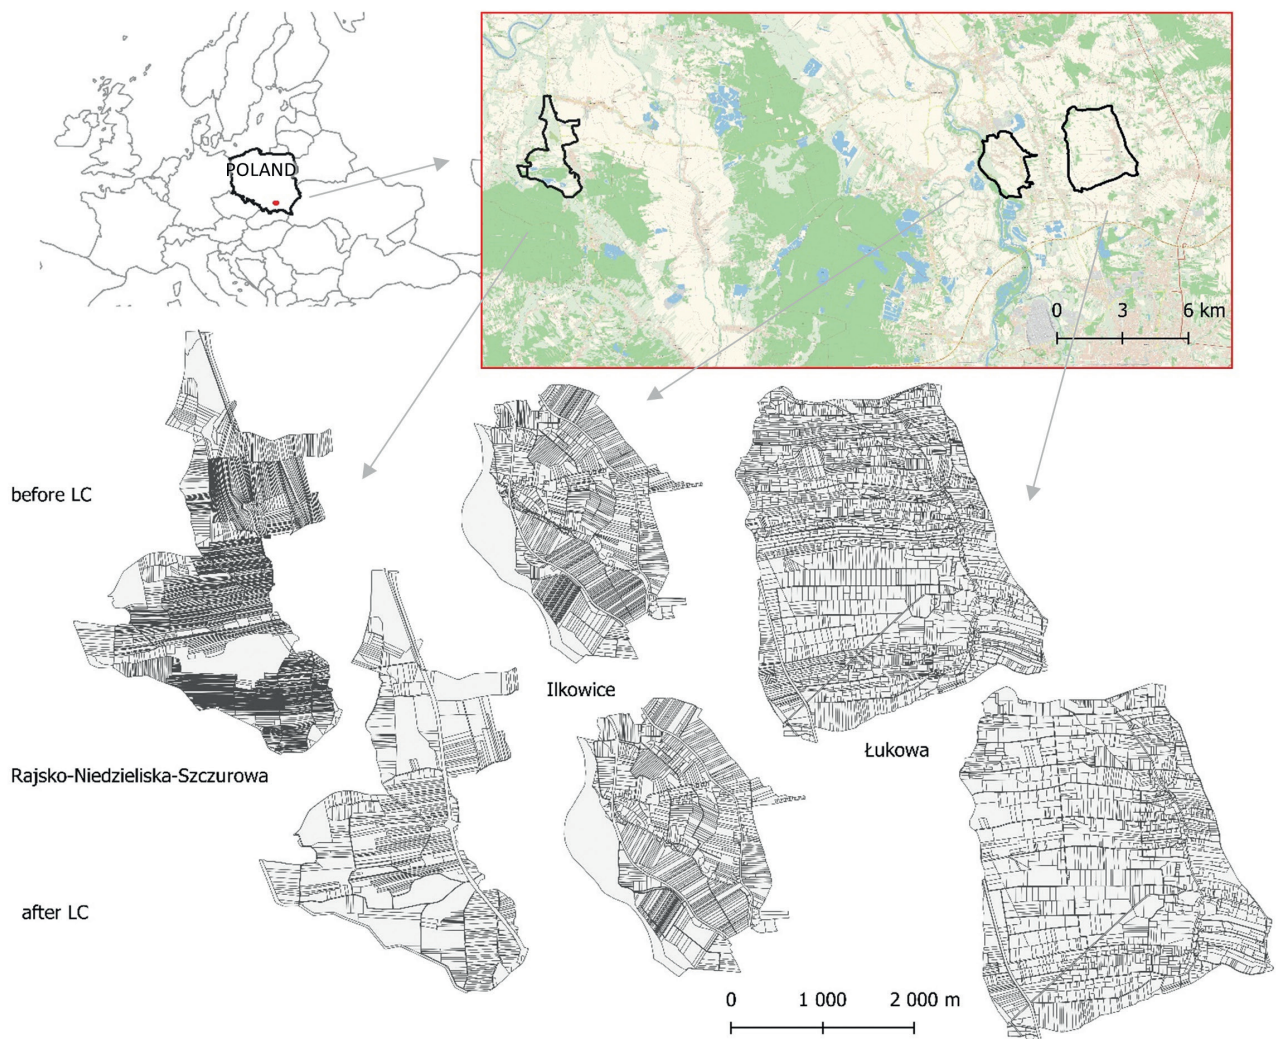 POLAND
0 3 6 km
before LC
Ilkowice
Łukowa
Rajsko-Niedzieliska-Szczurowa
after LC
0 1 000 2 000 m